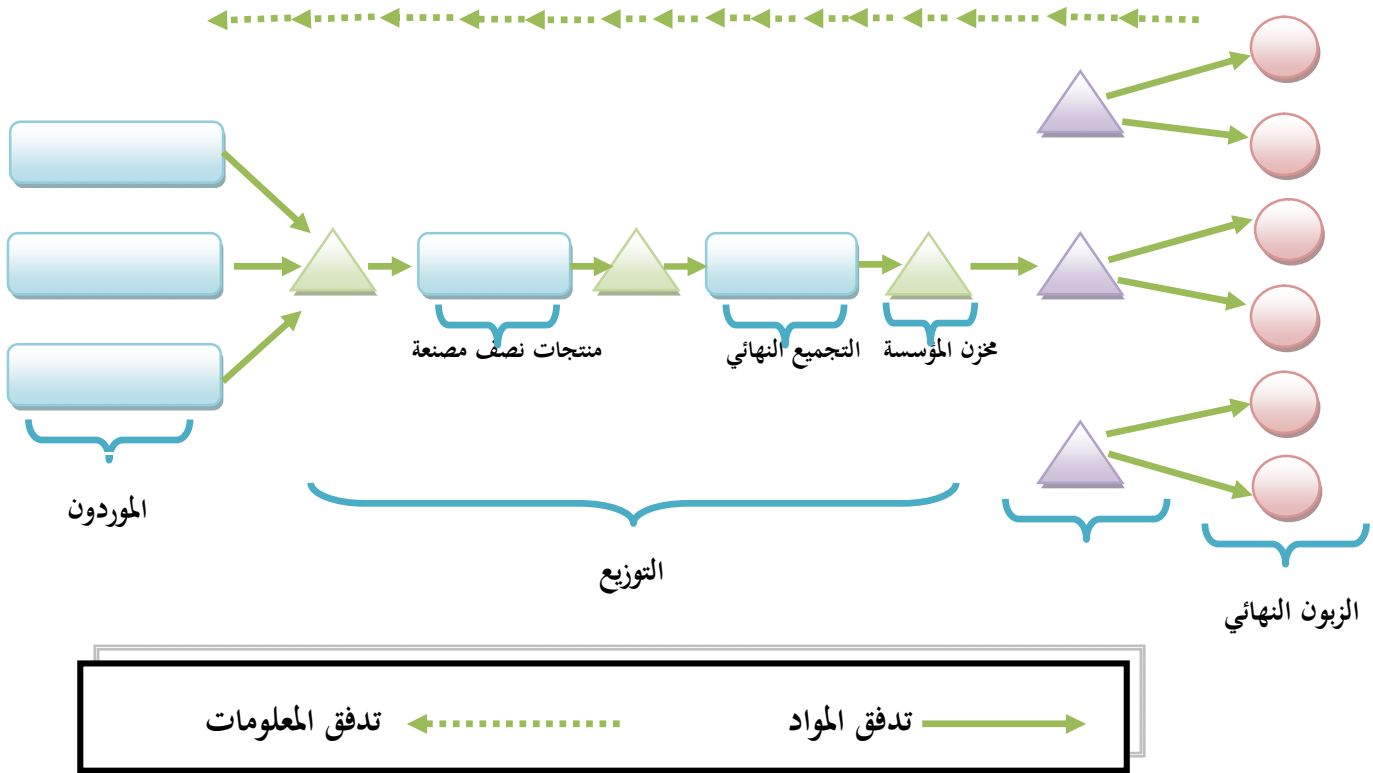 مخزن المؤسسة
التجميع النهائي
منتجات نصف مصنعة
الموردون
التوزيع
الزبون النهائي
تدفق المواد
تدفق المعلومات